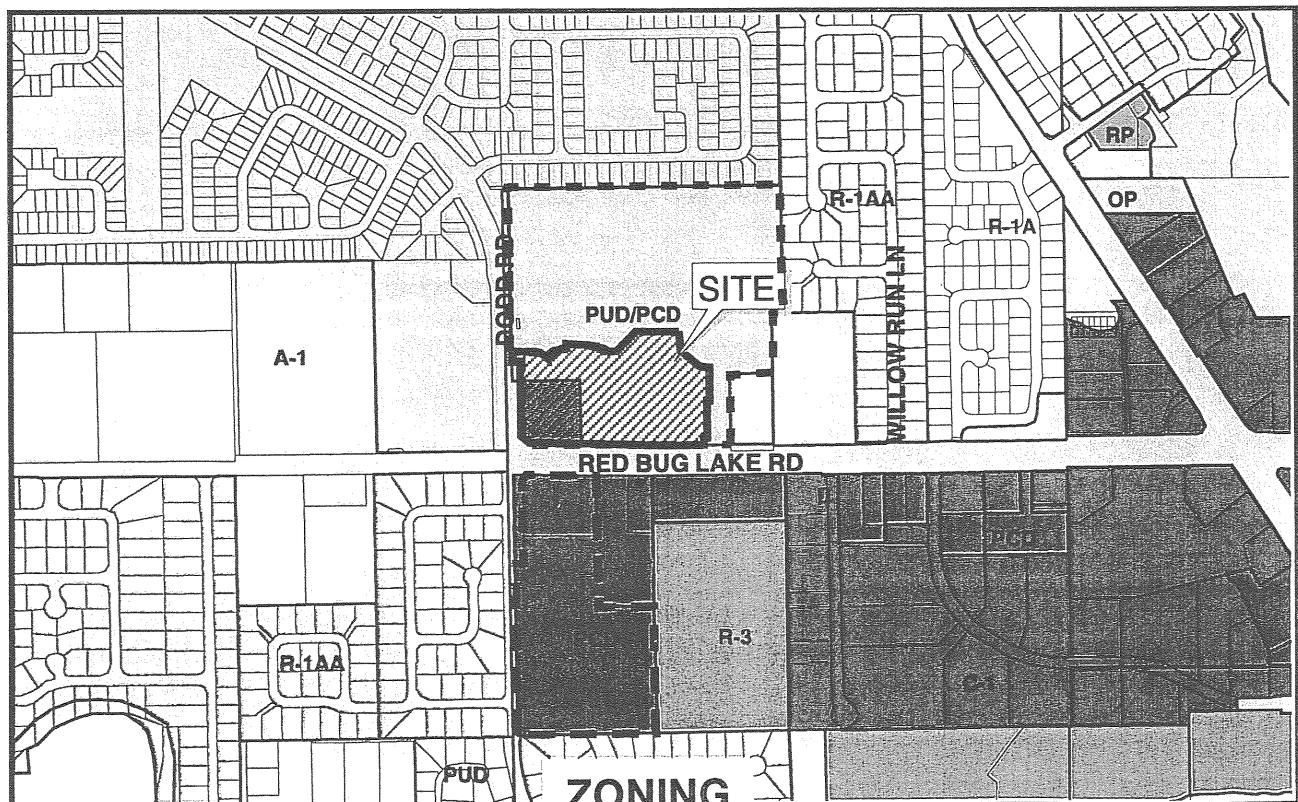 RP
OP
R-1AA
R-1A
DODD RD
SITE
PUD/PCD
WILLOW RUN LN
A-1
RED BUG LAKE RD
PCD
R-3
R-1AA
C-1
PUD
ZONING